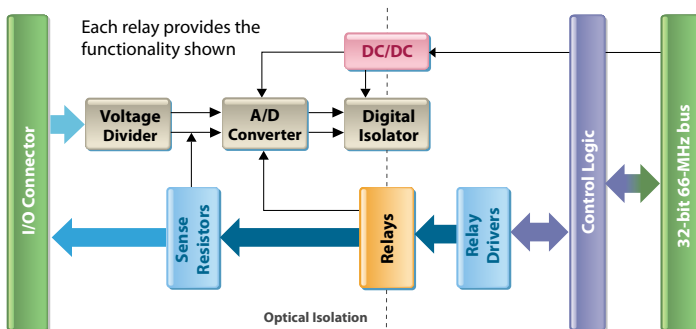 Each relay provides the
functionality shown
DC/DC
Voltage
Divider
A/D
Converter
Digital
Isolator
I/O Connector
Sense
Resistors
Relays
Relay
Drivers
Control Logic
32-bit 66-MHz bus
Optical Isolation